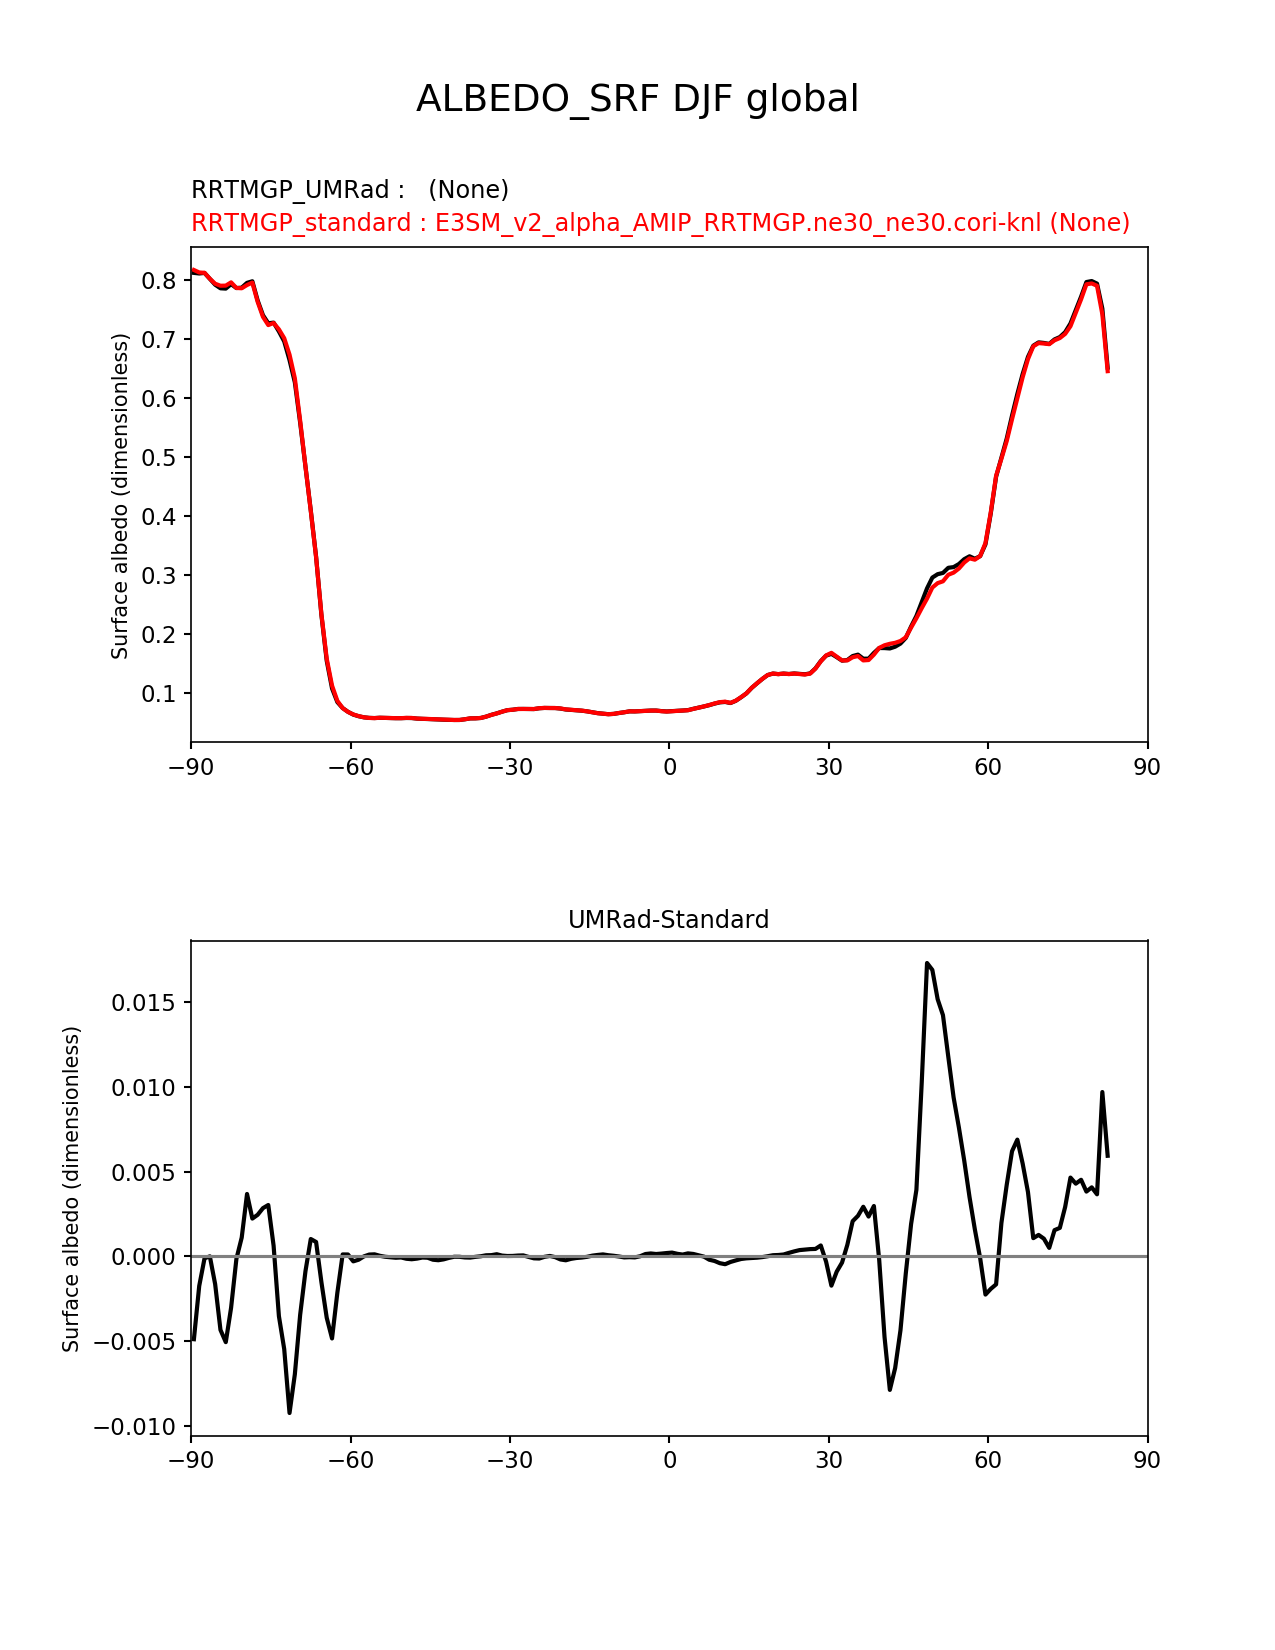 ALBEDO_SRF DJF global
RRTMGP_UMRad :   (None)
RRTMGP_standard : E3SM_v2_alpha_AMIP_RRTMGP.ne30_ne30.cori-knl (None)
Surface albedo (dimensionless)
0.8
0.7
0.6
0.5
0.4
0.3
0.2
0.1
−90 −60 −30 0 30 60 90
UMRad-Standard
Surface albedo (dimensionless)
0.015
0.010
0.005
0.000
−0.005
−0.010
−90 −60 −30 0 30 60 90